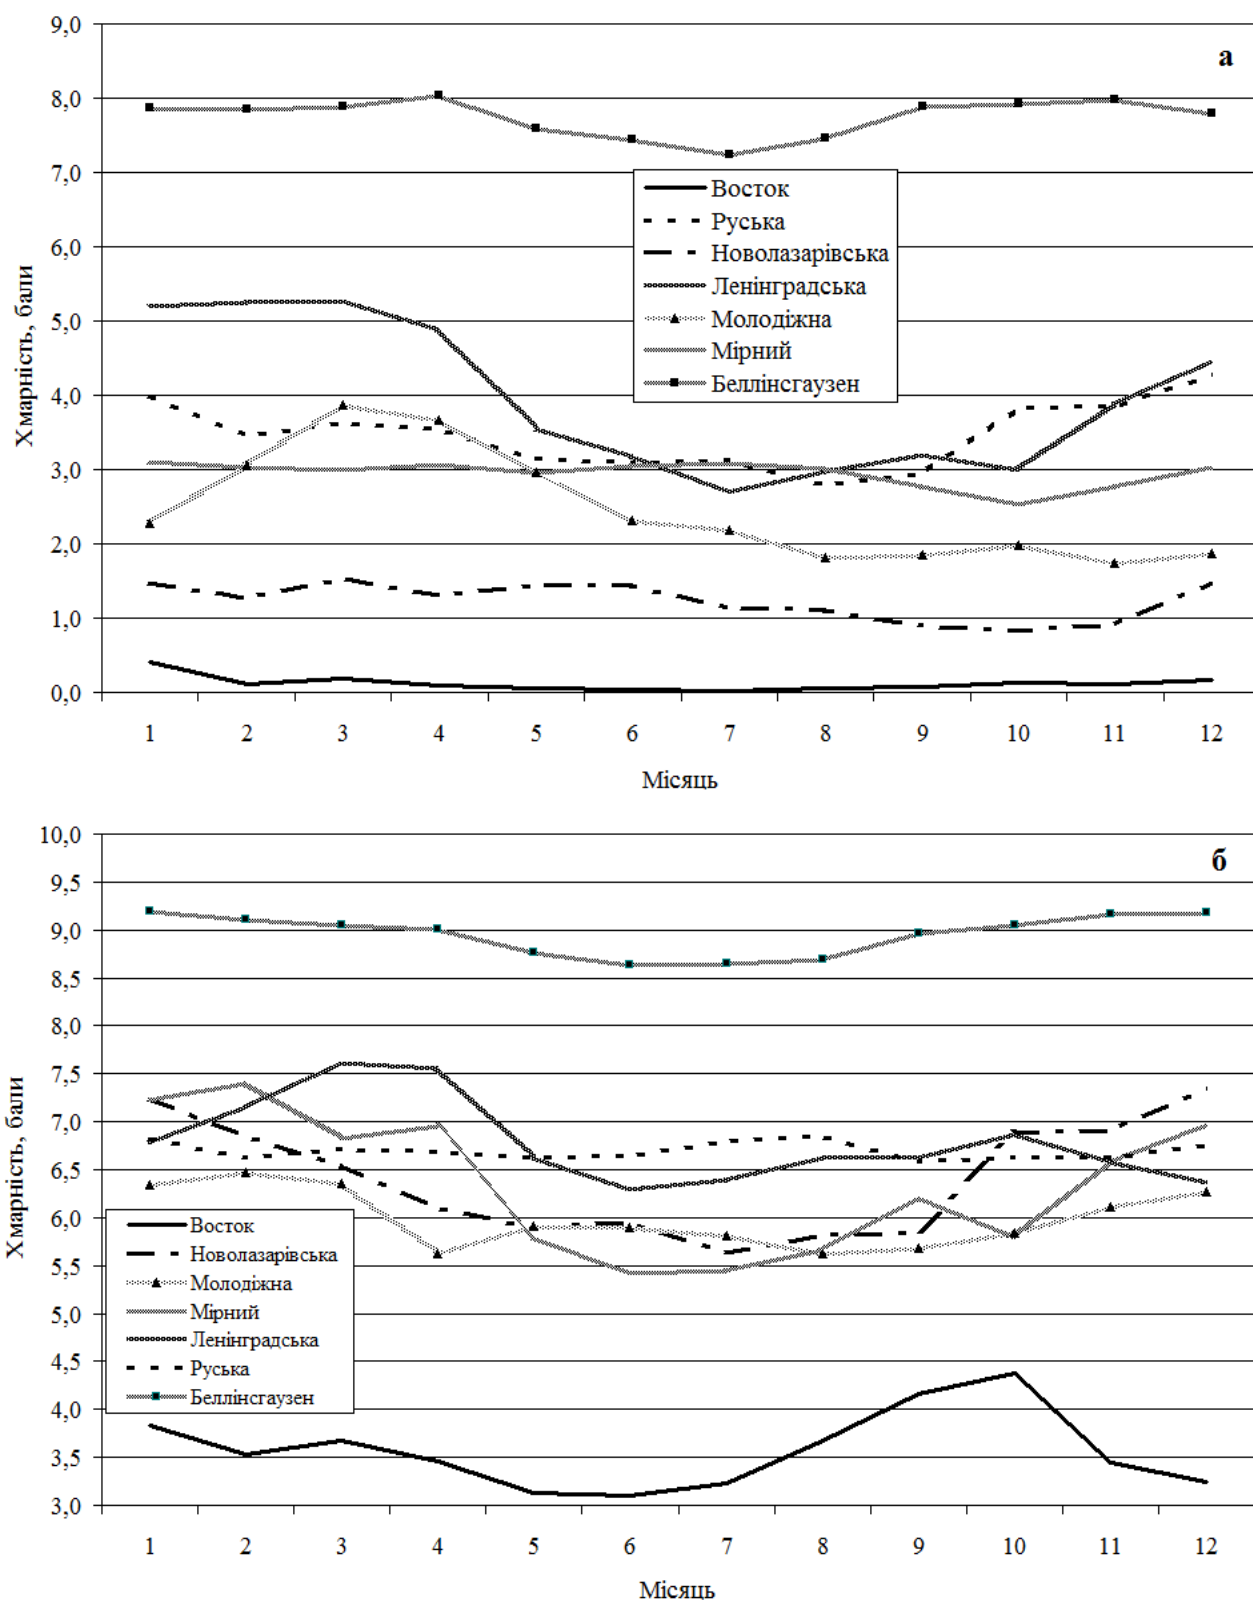 а
9,0
8,0
7,0
6,0
5,0
4,0
3,0
2,0
1,0
0,0
Хмарність, бали
Восток
Руська
Новолазарівська
Ленінградська
Молодіжна
Мірний
Беллінсгаузен
1 2 3 4 5 6 7 8 9 10 11 12
Місяць
б
10,0
9,5
9,0
8,5
8,0
7,5
7,0
6,5
6,0
5,5
5,0
4,5
4,0
3,5
3,0
Хмарність, бали
Восток
Новолазарівська
Молодіжна
Мірний
Ленінградська
Руська
Беллінсгаузен
1 2 3 4 5 6 7 8 9 10 11 12
Місяць